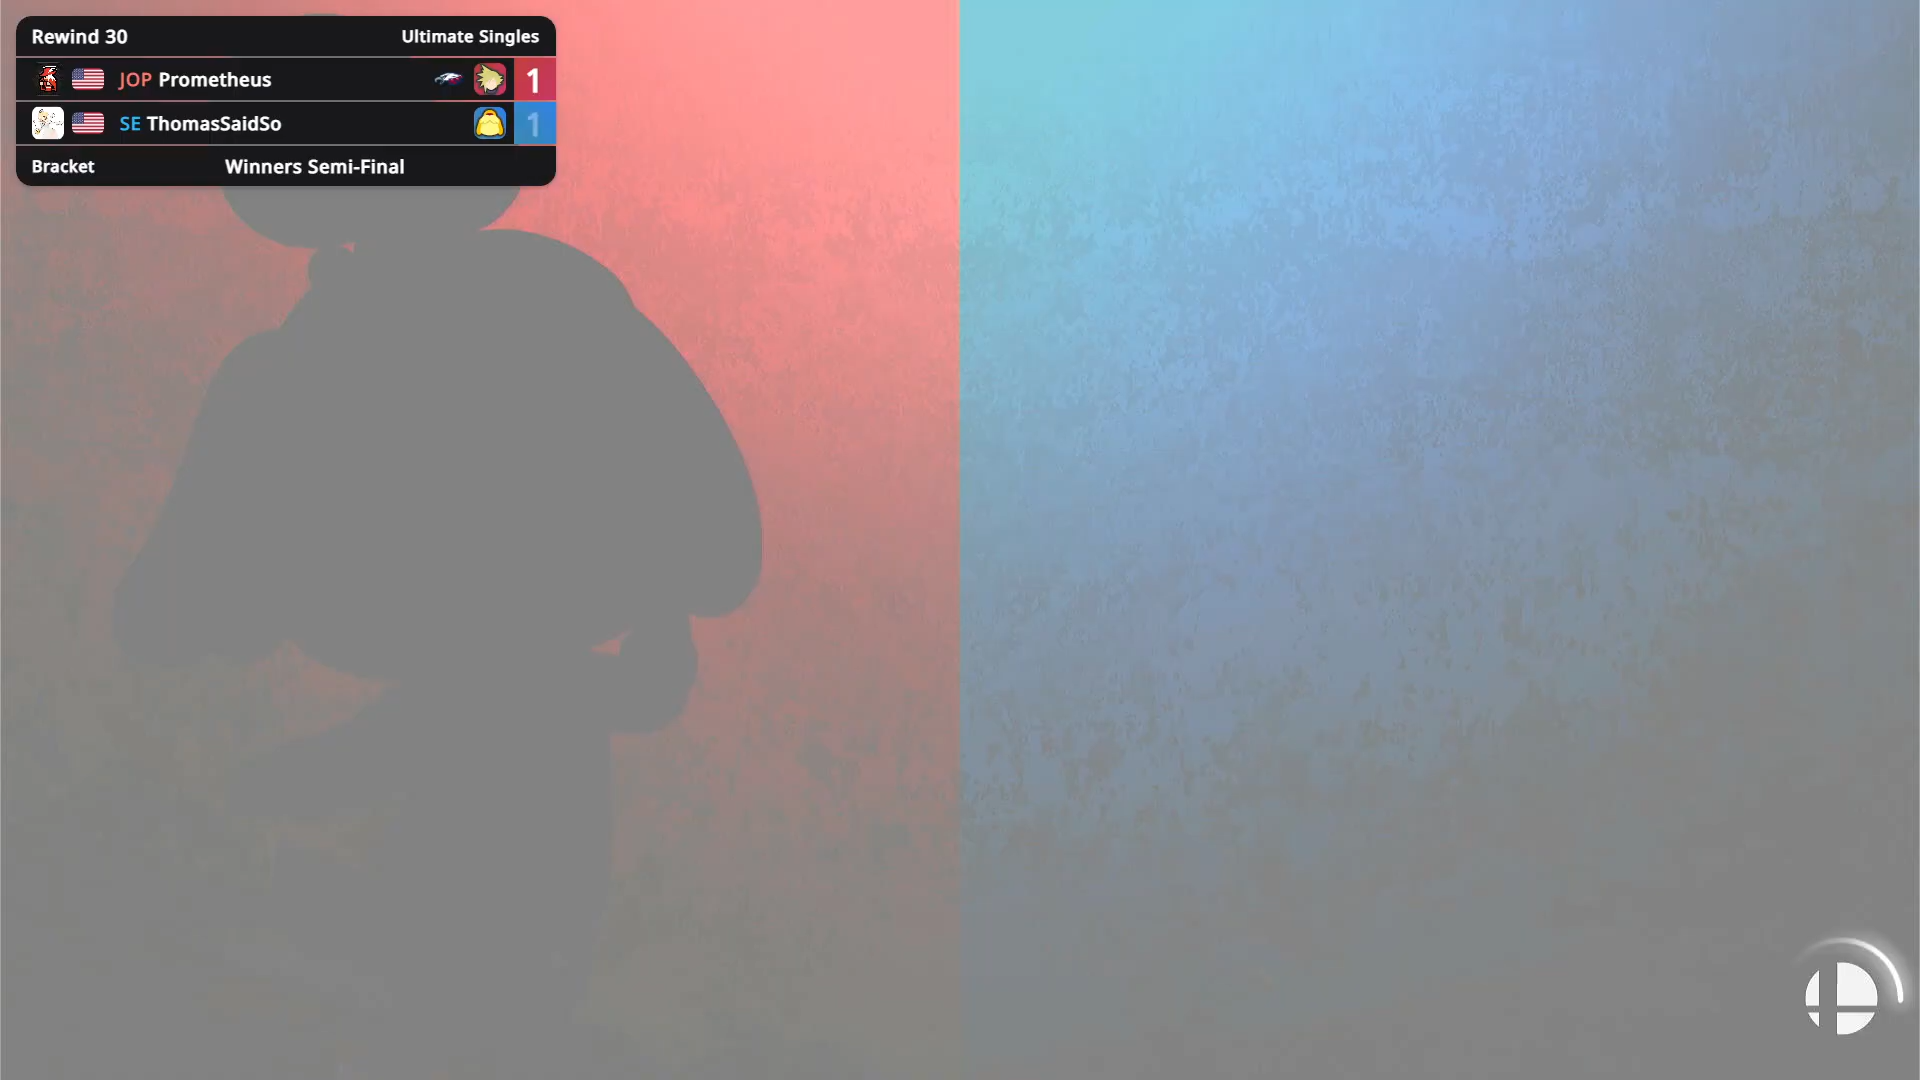 Rewind 30 Ultimate Singles
JOP Prometheus 1
SE ThomasSaidSo 1
Bracket Winners Semi-Final